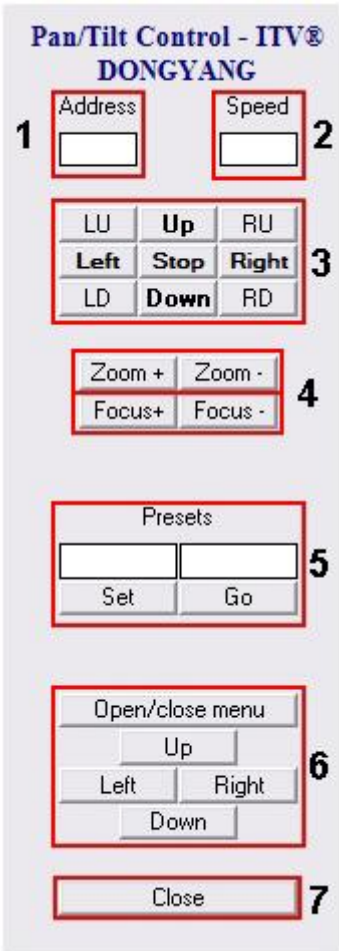 Pan/Tilt Control - ITV®
DONGYANG
Address Speed
1 2
LU Up RU
Left Stop Right 3
LD Down RD
Zoom + Zoom -
4
Focus+ Focus -
Presets
5
Set Go
Open/close menu
Up
6
Left Right
Down
Close 7